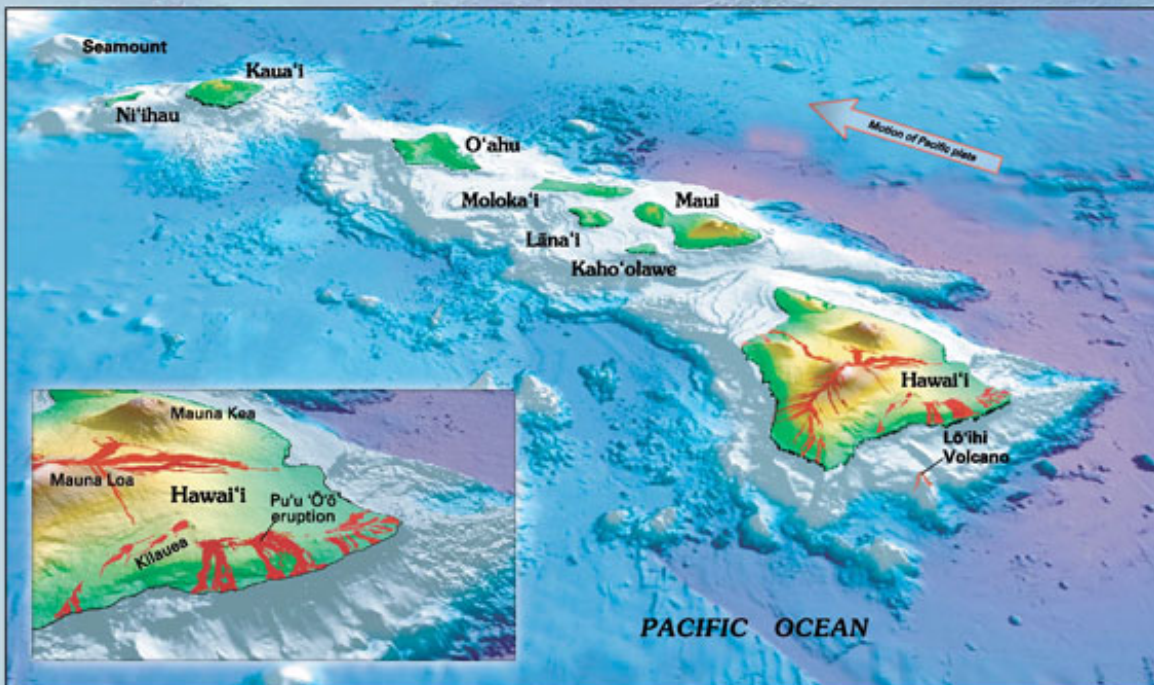 Seamount
Kaua‘i
Ni‘ihau
O‘ahu
Motion of Pacific plate
Moloka‘i
Maui
Lāna‘i
Kaho‘olawe
Hawai‘i
Lō‘ihi
Volcano
Mauna Kea
Mauna Loa
Hawai‘i
Pu‘u ‘Ō‘ō
eruption
Kilauea
PACIFIC OCEAN